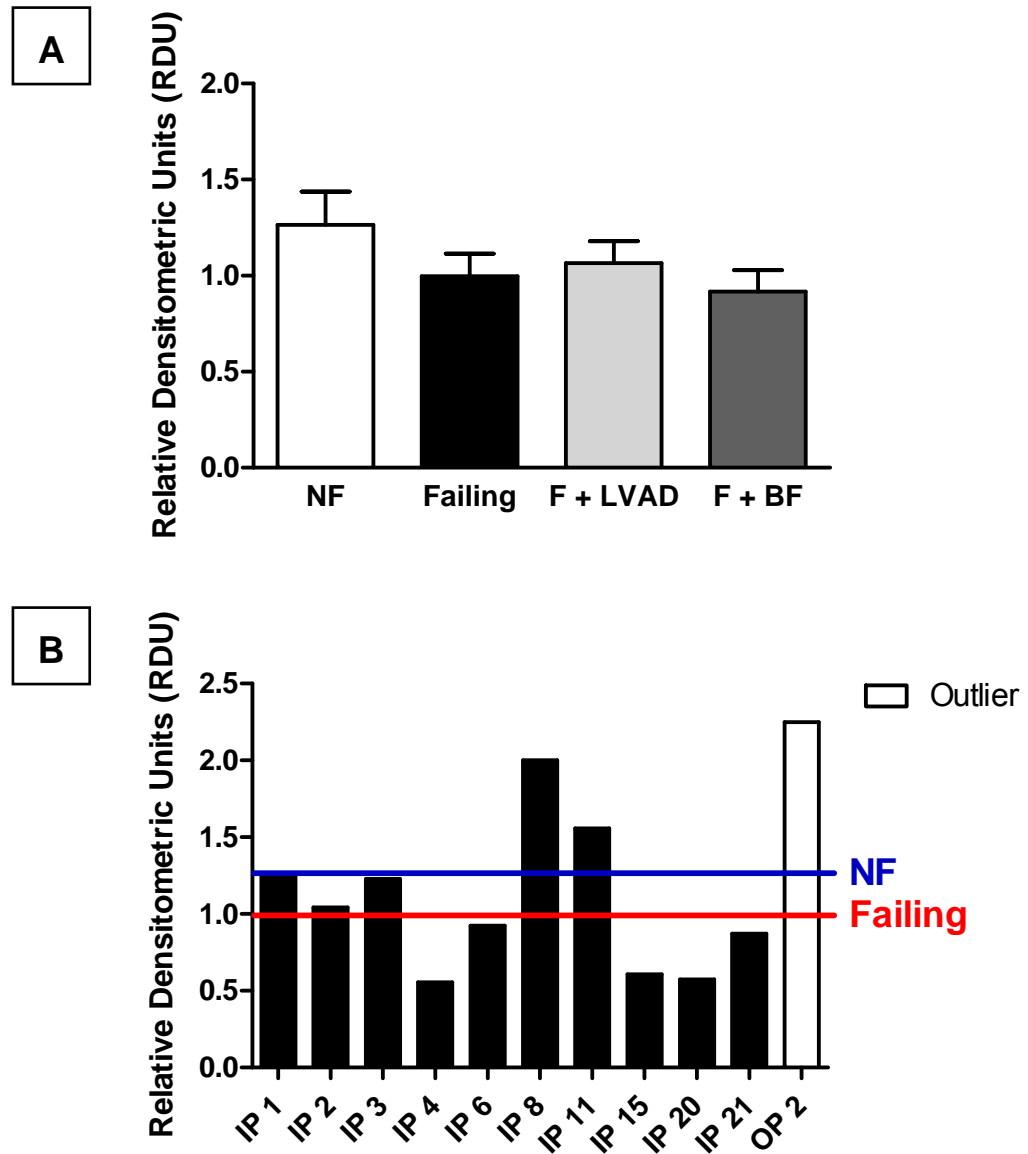 A
Relative Densitometric Units (RDU)
2.0
1.5
1.0
0.5
0.0
NF Failing F + LVAD F + BF
B
Relative Densitometric Units (RDU)
2.5
2.0
1.5
1.0
0.5
0.0
Outlier
NF
Failing
IP 1 IP 2 IP 3 IP 4 IP 6 IP 8 IP 11 IP 15 IP 20 IP 21 OP 2